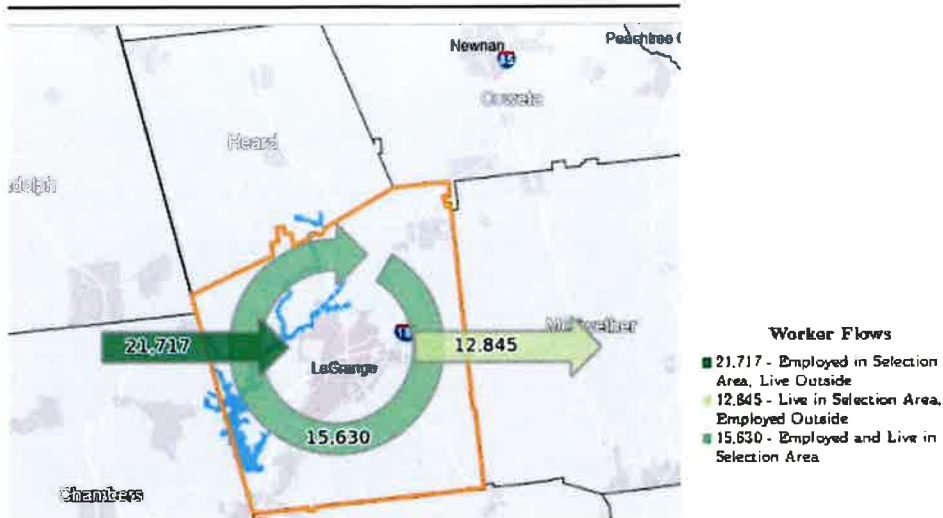 Newnan
Peachtree C
85
Coweta
Heard
dolph
21,717
12,845
LaGrange
15,630
Chambers
Worker Flows
21,717 - Employed in Selection
Area, Live Outside
12,845 - Live in Selection Area,
Employed Outside
15,630 - Employed and Live in
Selection Area